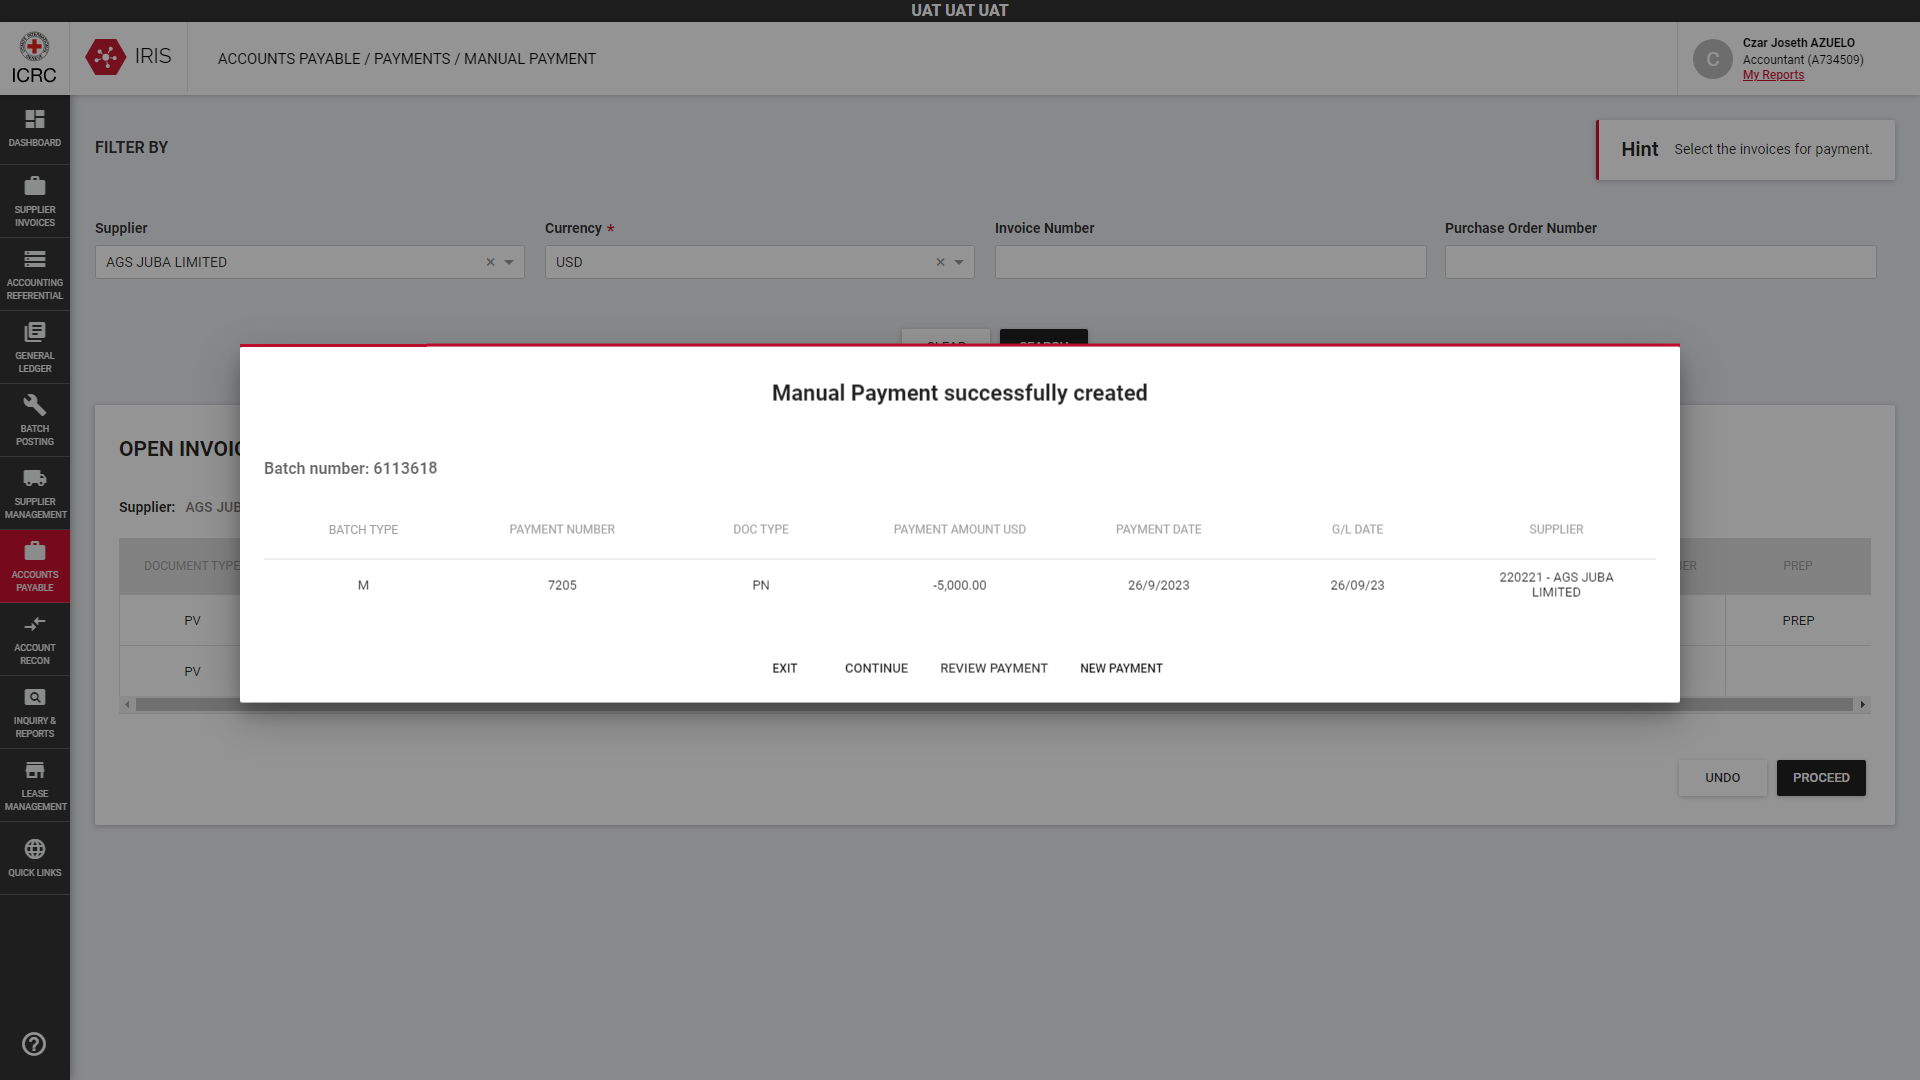 UAT UAT UAT
ICRC
IRIS
ACCOUNTS PAYABLE / PAYMENTS / MANUAL PAYMENT
C
Czar Joseth AZUELO
Accountant (A734509)
My Reports
DASHBOARD
SUPPLIER
INVOICES
ACCOUNTING
REFERENTIAL
GENERAL
LEDGER
BATCH
POSTING
SUPPLIER
MANAGEMENT
ACCOUNTS
PAYABLE
ACCOUNT
RECON
INQUIRY &
REPORTS
LEASE
MANAGEMENT
QUICK LINKS
FILTER BY
Hint Select the invoices for payment.
Supplier Currency * Invoice Number Purchase Order Number
AGS JUBA LIMITED USD
CLEAR SEARCH
OPEN INVOIC
Supplier: AGS JUB
DOCUMENT TYPE ER PREP
PV PREP
PV
Manual Payment successfully created
Batch number: 6113618
BATCH TYPE PAYMENT NUMBER DOC TYPE PAYMENT AMOUNT USD PAYMENT DATE G/L DATE SUPPLIER
M 7205 PN -5,000.00 26/9/2023 26/09/23 220221 - AGS JUBA
LIMITED
EXIT CONTINUE REVIEW PAYMENT NEW PAYMENT
UNDO PROCEED